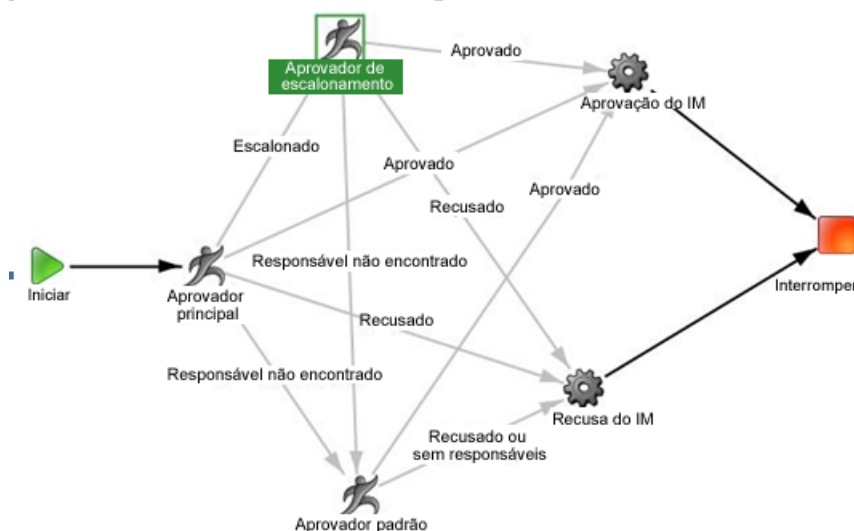 Aprovador de
escalonamento
Aprovado
Aprovação do IM
Escalonado
Aprovado
Aprovado
Recusado
Iniciar
Aprovador
principal
Responsável não encontrado
Interromper
Recusado
Responsável não encontrado
Recusa do IM
Recusado ou
sem responsáveis
Aprovador padrão